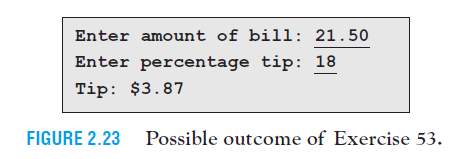 Enter amount of bill: 21.50
Enter percentage tip: 18
Tip: $3.87
FIGURE 2.23 Possible outcome of Exercise 53.